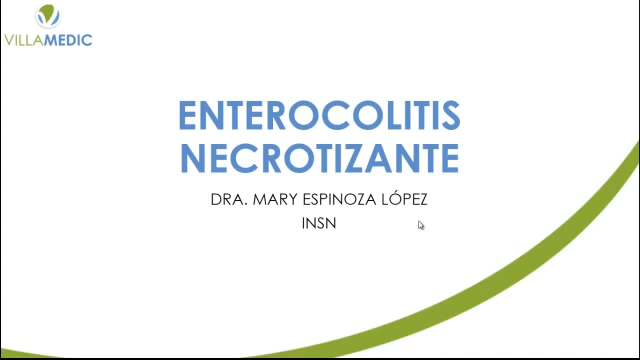 VILLAMEDIC
ENTEROCOLITIS
NECROTIZANTE
DRA. MARY ESPINOZA LÓPEZ
INSN